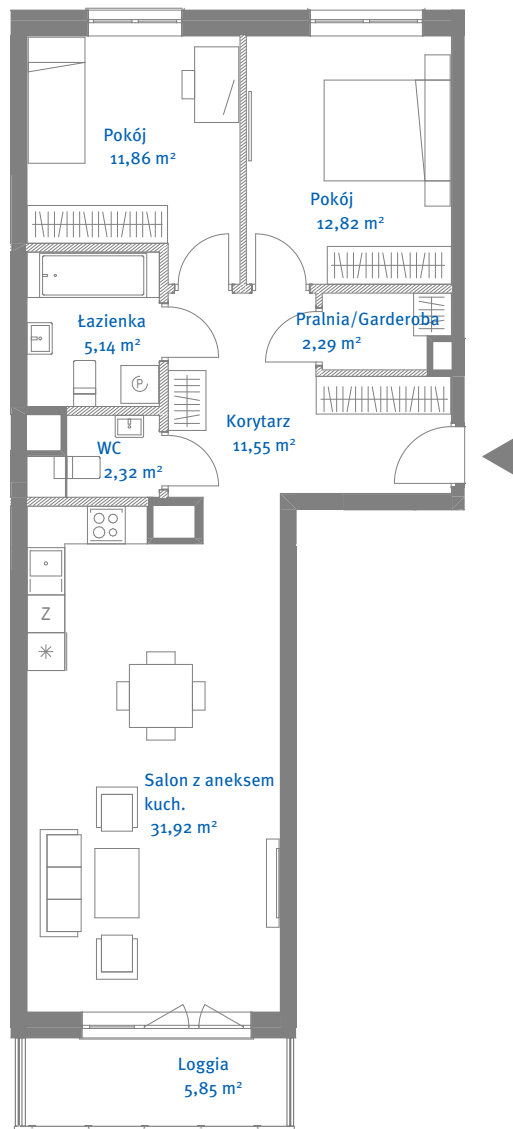 Pokój
11,86 m²
Pokój
12,82 m²
Łazienka
5,14 m²
Pralnia/Garderoba
2,29 m²
P
Korytarz
11,55 m²
WC
2,32 m²
Z
Salon z aneksem
kuch.
31,92 m²
Loggia
5,85 m²